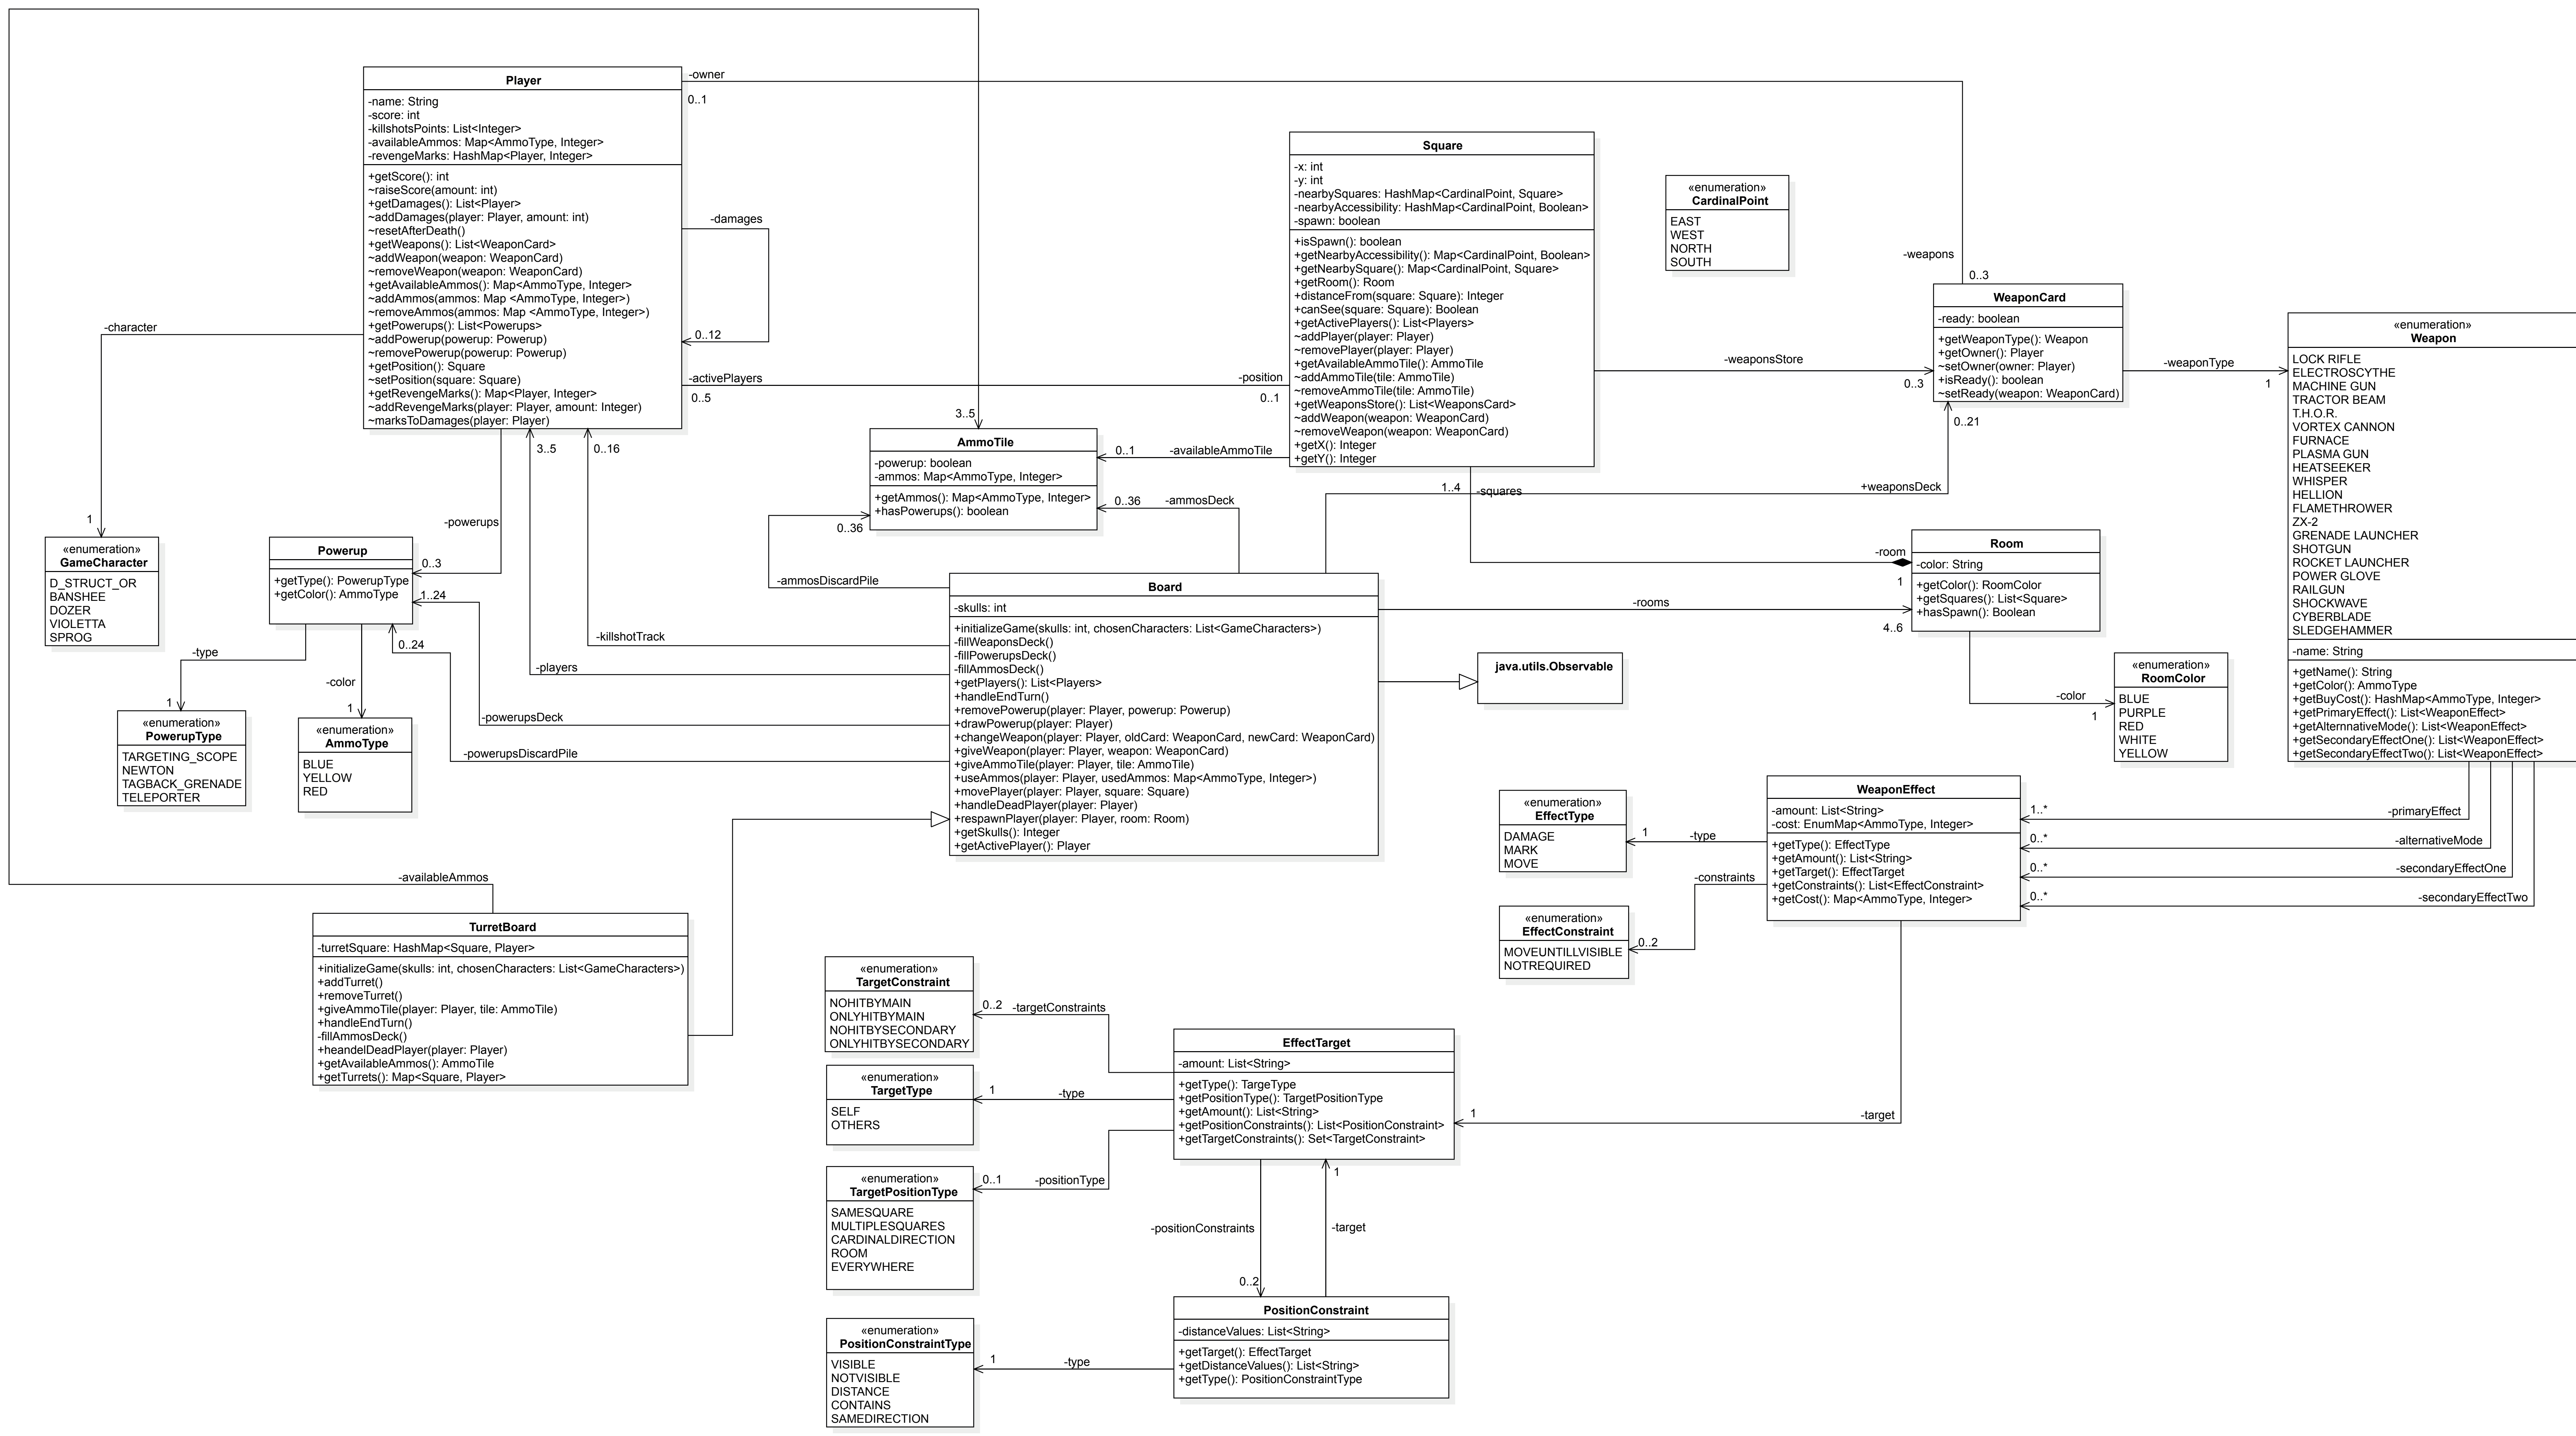 Player
-name: String
-score: int
-killshotsPoints: List<Integer>
-availableAmmos: Map<AmmoType, Integer>
-revengeMarks: HashMap<Player, Integer>
+getScore(): int
~raiseScore(amount: int)
+getDamages(): List<Player>
~addDamages(player: Player, amount: int)
~resetAfterDeath()
+getWeapons(): List<WeaponCard>
~addWeapon(weapon: WeaponCard)
~removeWeapon(weapon: WeaponCard)
+getAvailableAmmos(): Map<AmmoType, Integer>
~addAmmos(ammos: Map <AmmoType, Integer>)
~removeAmmos(ammos: Map <AmmoType, Integer>)
+getPowerups(): List<Powerups>
~addPowerup(powerup: Powerup)
~removePowerup(powerup: Powerup)
+getPosition(): Square
~setPosition(square: Square)
+getRevengeMarks(): Map<Player, Integer>
~addRevengeMarks(player: Player, amount: Integer)
~marksToDamages(player: Player)
-owner
0..1
-damages
0..12
-activePlayers
0..5
-position
0..1
-character
1
-powerups
0..3
3..5
0..16
3..5
Square
-x: int
-y: int
-nearbySquares: HashMap<CardinalPoint, Square>
-nearbyAccessibility: HashMap<CardinalPoint, Boolean>
-spawn: boolean
+isSpawn(): boolean
+getNearbyAccessibility(): Map<CardinalPoint, Boolean>
+getNearbySquare(): Map<CardinalPoint, Square>
+getRoom(): Room
+distanceFrom(square: Square): Integer
+canSee(square: Square): Boolean
+getActivePlayers(): List<Players>
~addPlayer(player: Player)
~removePlayer(player: Player)
+getAvailableAmmoTile(): AmmoTile
~addAmmoTile(tile: AmmoTile)
~removeAmmoTile(tile: AmmoTile)
+getWeaponsStore(): List<WeaponsCard>
~addWeapon(weapon: WeaponCard)
~removeWeapon(weapon: WeaponCard)
+getX(): Integer
+getY(): Integer
«enumeration»
CardinalPoint
EAST
WEST
NORTH
SOUTH
-weapons
0..3
WeaponCard
-ready: boolean
+getWeaponType(): Weapon
+getOwner(): Player
~setOwner(owner: Player)
+isReady(): boolean
~setReady(weapon: WeaponCard)
-weaponsStore
0..3
-weaponType
1
0..21
+weaponsDeck
«enumeration»
Weapon
LOCK RIFLE
ELECTROSCYTHE
MACHINE GUN
TRACTOR BEAM
T.H.O.R.
VORTEX CANNON
FURNACE
PLASMA GUN
HEATSEEKER
WHISPER
HELLION
FLAMETHROWER
ZX-2
GRENADE LAUNCHER
SHOTGUN
ROCKET LAUNCHER
POWER GLOVE
RAILGUN
SHOCKWAVE
CYBERBLADE
SLEDGEHAMMER
-name: String
+getName(): String
+getColor(): AmmoType
+getBuyCost(): HashMap<AmmoType, Integer>
+getPrimaryEffect(): List<WeaponEffect>
+getAlternnativeMode(): List<WeaponEffect>
+getSecondaryEffectOne(): List<WeaponEffect>
+getSecondaryEffectTwo(): List<WeaponEffect>
AmmoTile
-powerup: boolean
-ammos: Map<AmmoType, Integer>
+getAmmos(): Map<AmmoType, Integer>
+hasPowerups(): boolean
0..1
-availableAmmoTile
0..36
-ammosDeck
0..36
-ammosDiscardPile
1..4
-squares
-room
1
Room
-color: String
+getColor(): RoomColor
+getSquares(): List<Square>
+hasSpawn(): Boolean
-rooms
4..6
-color
1
«enumeration»
RoomColor
BLUE
PURPLE
RED
WHITE
YELLOW
«enumeration»
GameCharacter
D_STRUCT_OR
BANSHEE
DOZER
VIOLETTA
SPROG
Powerup
+getType(): PowerupType
+getColor(): AmmoType
1..24
0..24
-type
1
-color
1
«enumeration»
PowerupType
TARGETING_SCOPE
NEWTON
TAGBACK_GRENADE
TELEPORTER
«enumeration»
AmmoType
BLUE
YELLOW
RED
-killshotTrack
-players
-powerupsDeck
-powerupsDiscardPile
Board
-skulls: int
+initializeGame(skulls: int, chosenCharacters: List<GameCharacters>)
-fillWeaponsDeck()
-fillPowerupsDeck()
-fillAmmosDeck()
+getPlayers(): List<Players>
+handleEndTurn()
+removePowerup(player: Player, powerup: Powerup)
+drawPowerup(player: Player)
+changeWeapon(player: Player, oldCard: WeaponCard, newCard: WeaponCard)
+giveWeapon(player: Player, weapon: WeaponCard)
+giveAmmoTile(player: Player, tile: AmmoTile)
+useAmmos(player: Player, usedAmmos: Map<AmmoType, Integer>)
+movePlayer(player: Player, square: Square)
+handleDeadPlayer(player: Player)
+respawnPlayer(player: Player, room: Room)
+getSkulls(): Integer
+getActivePlayer(): Player
java.utils.Observable
-availableAmmos
TurretBoard
-turretSquare: HashMap<Square, Player>
+initializeGame(skulls: int, chosenCharacters: List<GameCharacters>)
+addTurret()
+removeTurret()
+giveAmmoTile(player: Player, tile: AmmoTile)
+handleEndTurn()
-fillAmmosDeck()
+heandelDeadPlayer(player: Player)
+getAvailableAmmos(): AmmoTile
+getTurrets(): Map<Square, Player>
WeaponEffect
-amount: List<String>
-cost: EnumMap<AmmoType, Integer>
+getType(): EffectType
+getAmount(): List<String>
+getTarget(): EffectTarget
+getConstraints(): List<EffectConstraint>
+getCost(): Map<AmmoType, Integer>
1..*
-primaryEffect
0..*
-alternativeMode
0..*
-secondaryEffectOne
0..*
-secondaryEffectTwo
«enumeration»
EffectType
DAMAGE
MARK
MOVE
1
-type
-constraints
0..2
«enumeration»
EffectConstraint
MOVEUNTILLVISIBLE
NOTREQUIRED
«enumeration»
TargetConstraint
NOHITBYMAIN
ONLYHITBYMAIN
NOHITBYSECONDARY
ONLYHITBYSECONDARY
0..2
-targetConstraints
«enumeration»
TargetType
SELF
OTHERS
1
-type
«enumeration»
TargetPositionType
SAMESQUARE
MULTIPLESQUARES
CARDINALDIRECTION
ROOM
EVERYWHERE
0..1
-positionType
EffectTarget
-amount: List<String>
+getType(): TargeType
+getPositionType(): TargetPositionType
+getAmount(): List<String>
+getPositionConstraints(): List<PositionConstraint>
+getTargetConstraints(): Set<TargetConstraint>
1
-target
1
-positionConstraints
-target
0..2
PositionConstraint
-distanceValues: List<String>
+getTarget(): EffectTarget
+getDistanceValues(): List<String>
+getType(): PositionConstraintType
1
-type
«enumeration»
PositionConstraintType
VISIBLE
NOTVISIBLE
DISTANCE
CONTAINS
SAMEDIRECTION